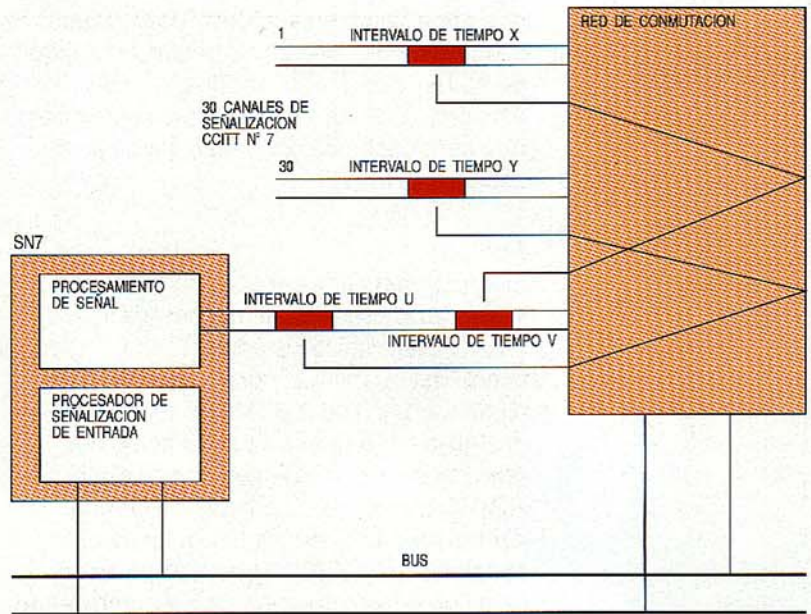 RED DE CONMUTACION
1
INTERVALO DE TIEMPO X
30 CANALES DE
SEÑALIZACION
CCITT Nº 7
30
INTERVALO DE TIEMPO Y
SN7
PROCESAMIENTO
DE SEÑAL
INTERVALO DE TIEMPO U
INTERVALO DE TIEMPO V
PROCESADOR DE
SEÑALIZACION
DE ENTRADA
BUS